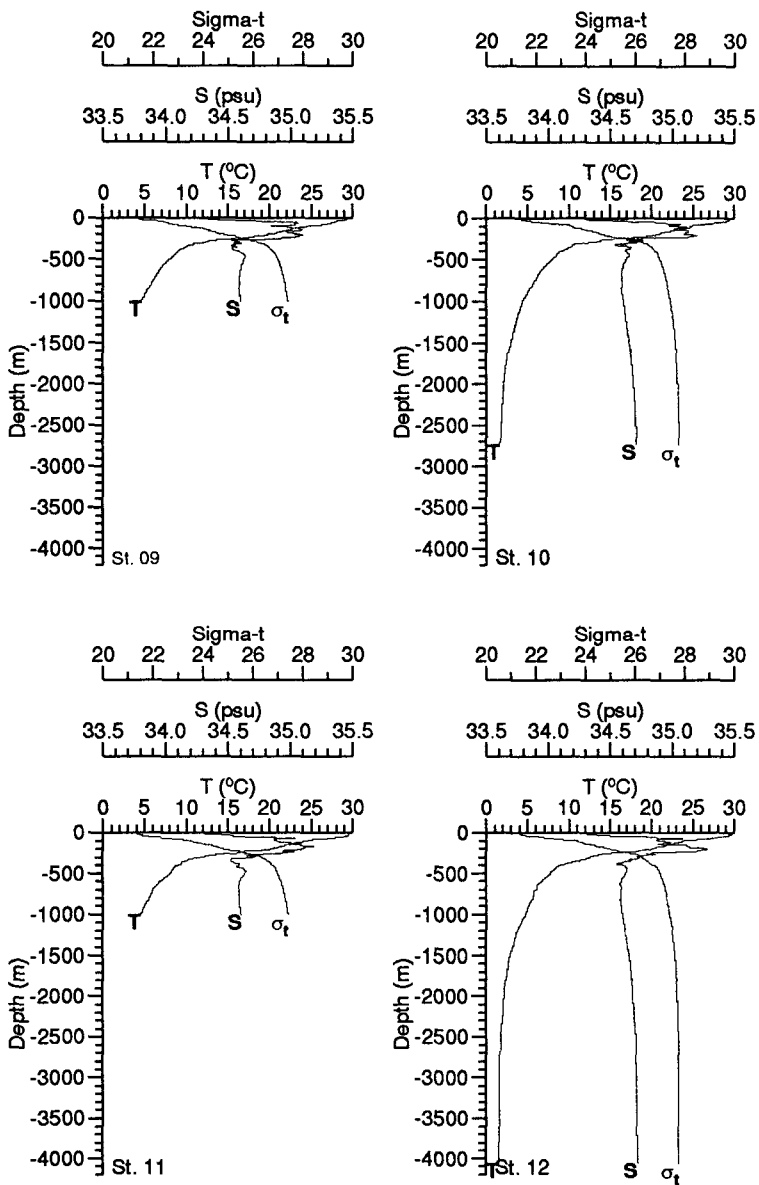 Sigma-t
20 22 24 26 28 30
S (psu)
33.5 34.0 34.5 35.0 35.5
T (°C)
0 5 10 15 20 25 30
0
-500
-1000
-1500
-2000
-2500
-3000
-3500
-4000
Depth (m)
T S σt
St. 09
Sigma-t
20 22 24 26 28 30
S (psu)
33.5 34.0 34.5 35.0 35.5
T (°C)
0 5 10 15 20 25 30
0
-500
-1000
-1500
-2000
-2500
-3000
-3500
-4000
Depth (m)
T S σt
St. 10
Sigma-t
20 22 24 26 28 30
S (psu)
33.5 34.0 34.5 35.0 35.5
T (°C)
0 5 10 15 20 25 30
0
-500
-1000
-1500
-2000
-2500
-3000
-3500
-4000
Depth (m)
T S σt
St. 11
Sigma-t
20 22 24 26 28 30
S (psu)
33.5 34.0 34.5 35.0 35.5
T (°C)
0 5 10 15 20 25 30
0
-500
-1000
-1500
-2000
-2500
-3000
-3500
-4000
Depth (m)
T S σt
St. 12